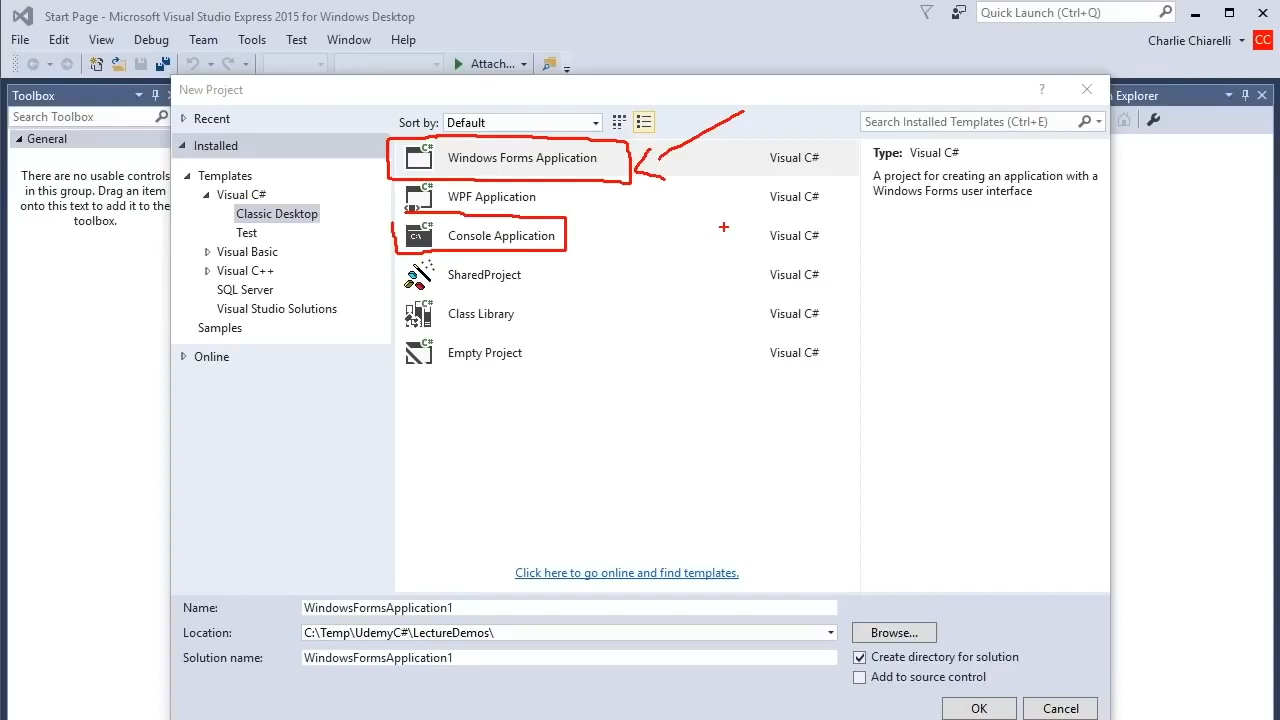 Start Page - Microsoft Visual Studio Express 2015 for Windows Desktop
Quick Launch (Ctrl+Q)
File Edit View Debug Team Tools Test Window Help
Charlie Chiarelli CC
Attach...
Toolbox
Explorer
Search Toolbox
General
There are no usable controls
in this group. Drag an item
onto this text to add it to the
toolbox.
New Project
?
Recent
Installed
Templates
Visual C#
Classic Desktop
Test
Visual Basic
Visual C++
SQL Server
Visual Studio Solutions
Samples
Online
Sort by: Default
Search Installed Templates (Ctrl+E)
C# Windows Forms Application Visual C#
C# WPF Application Visual C#
C# C:\ Console Application Visual C#
SharedProject Visual C#
C# Class Library Visual C#
C# Empty Project Visual C#
Type: Visual C#
A project for creating an application with a
Windows Forms user interface
Click here to go online and find templates.
Name: WindowsFormsApplication1
Location: C:\Temp\UdemyC#\LectureDemos\
Browse...
Solution name: WindowsFormsApplication1
Create directory for solution
Add to source control
OK Cancel